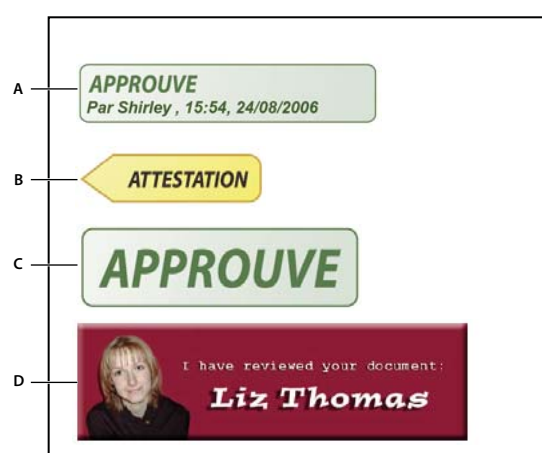 A
APPROUVE
Par Shirley , 15:54, 24/08/2006
B
ATTESTATION
C
APPROUVE
D
I have reviewed your document:
Liz Thomas